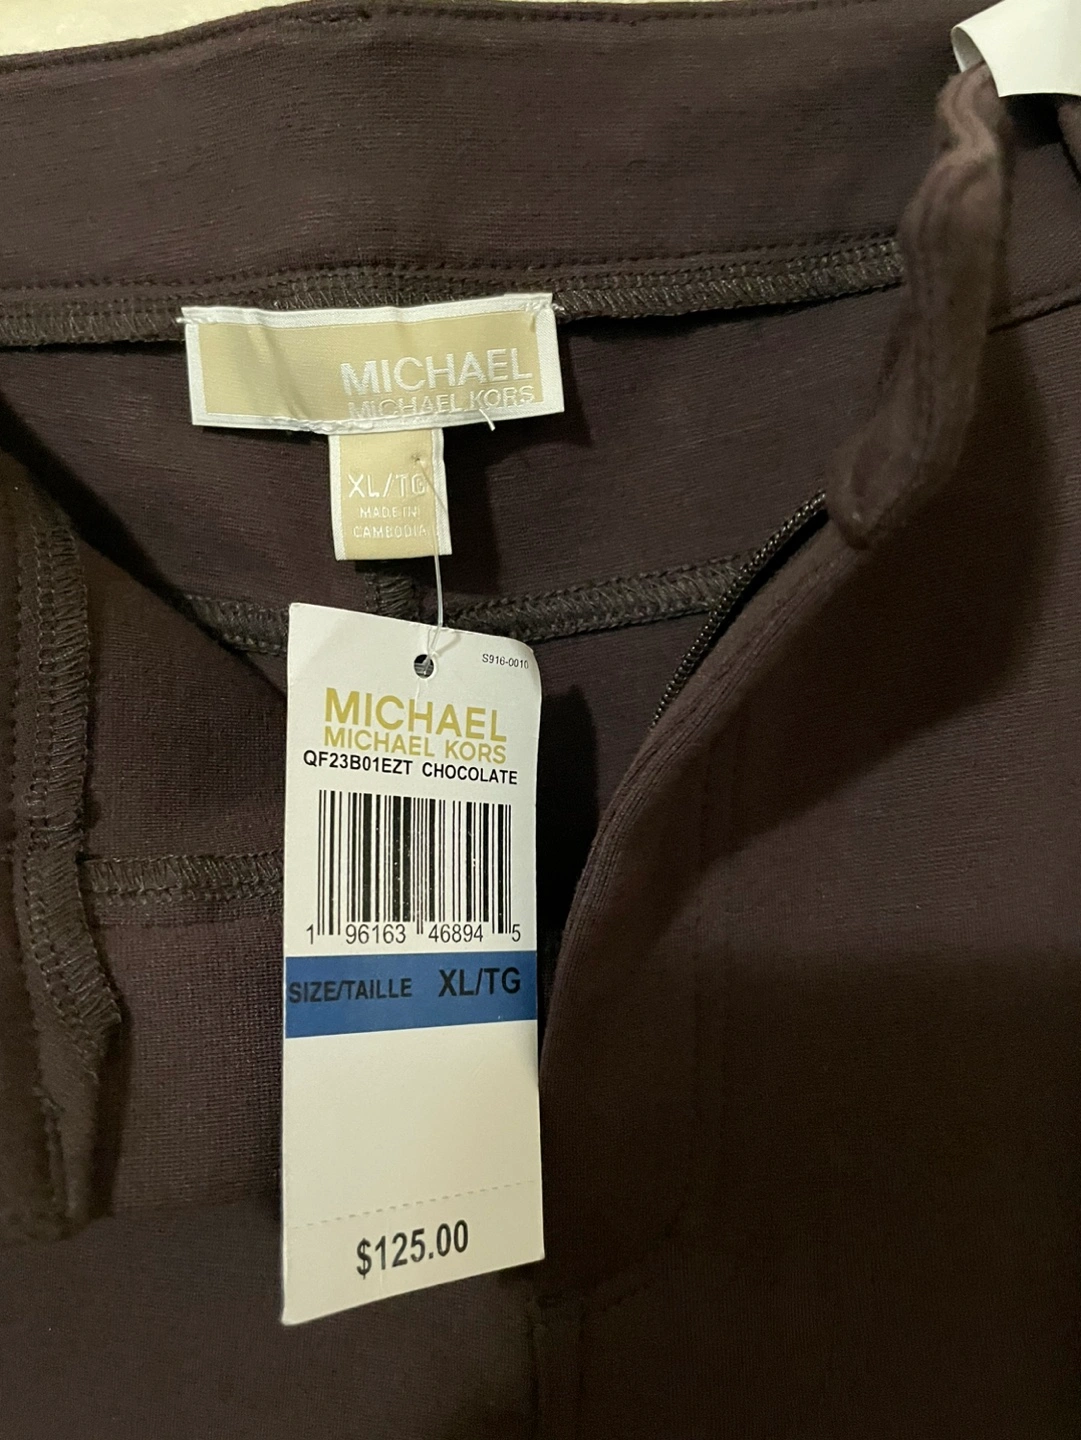 MICHAEL
MICHAEL KORS
XL/TG
MADE IN
CAMBODIA
S916-0010
MICHAEL
MICHAEL KORS
QF23B01EZT CHOCOLATE
1 96163 46894 5
SIZE/TAILLE XL/TG
$125.00